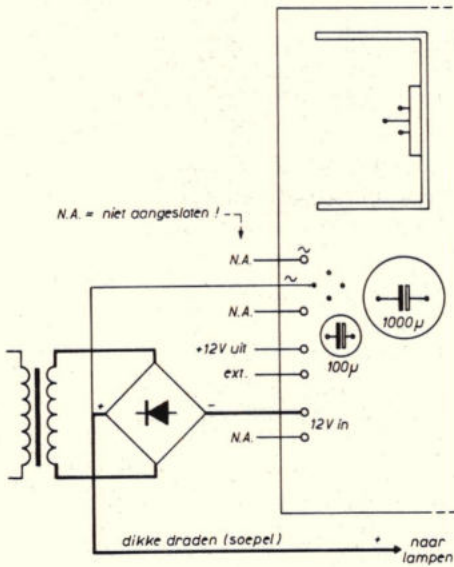 N.A. = niet aangesloten !
~
N.A.
~
N.A.
1000µ
+12V uit
100µ
ext.
+
-
12V in
N.A.
dikke draden (soepel)
+
naar
lampen